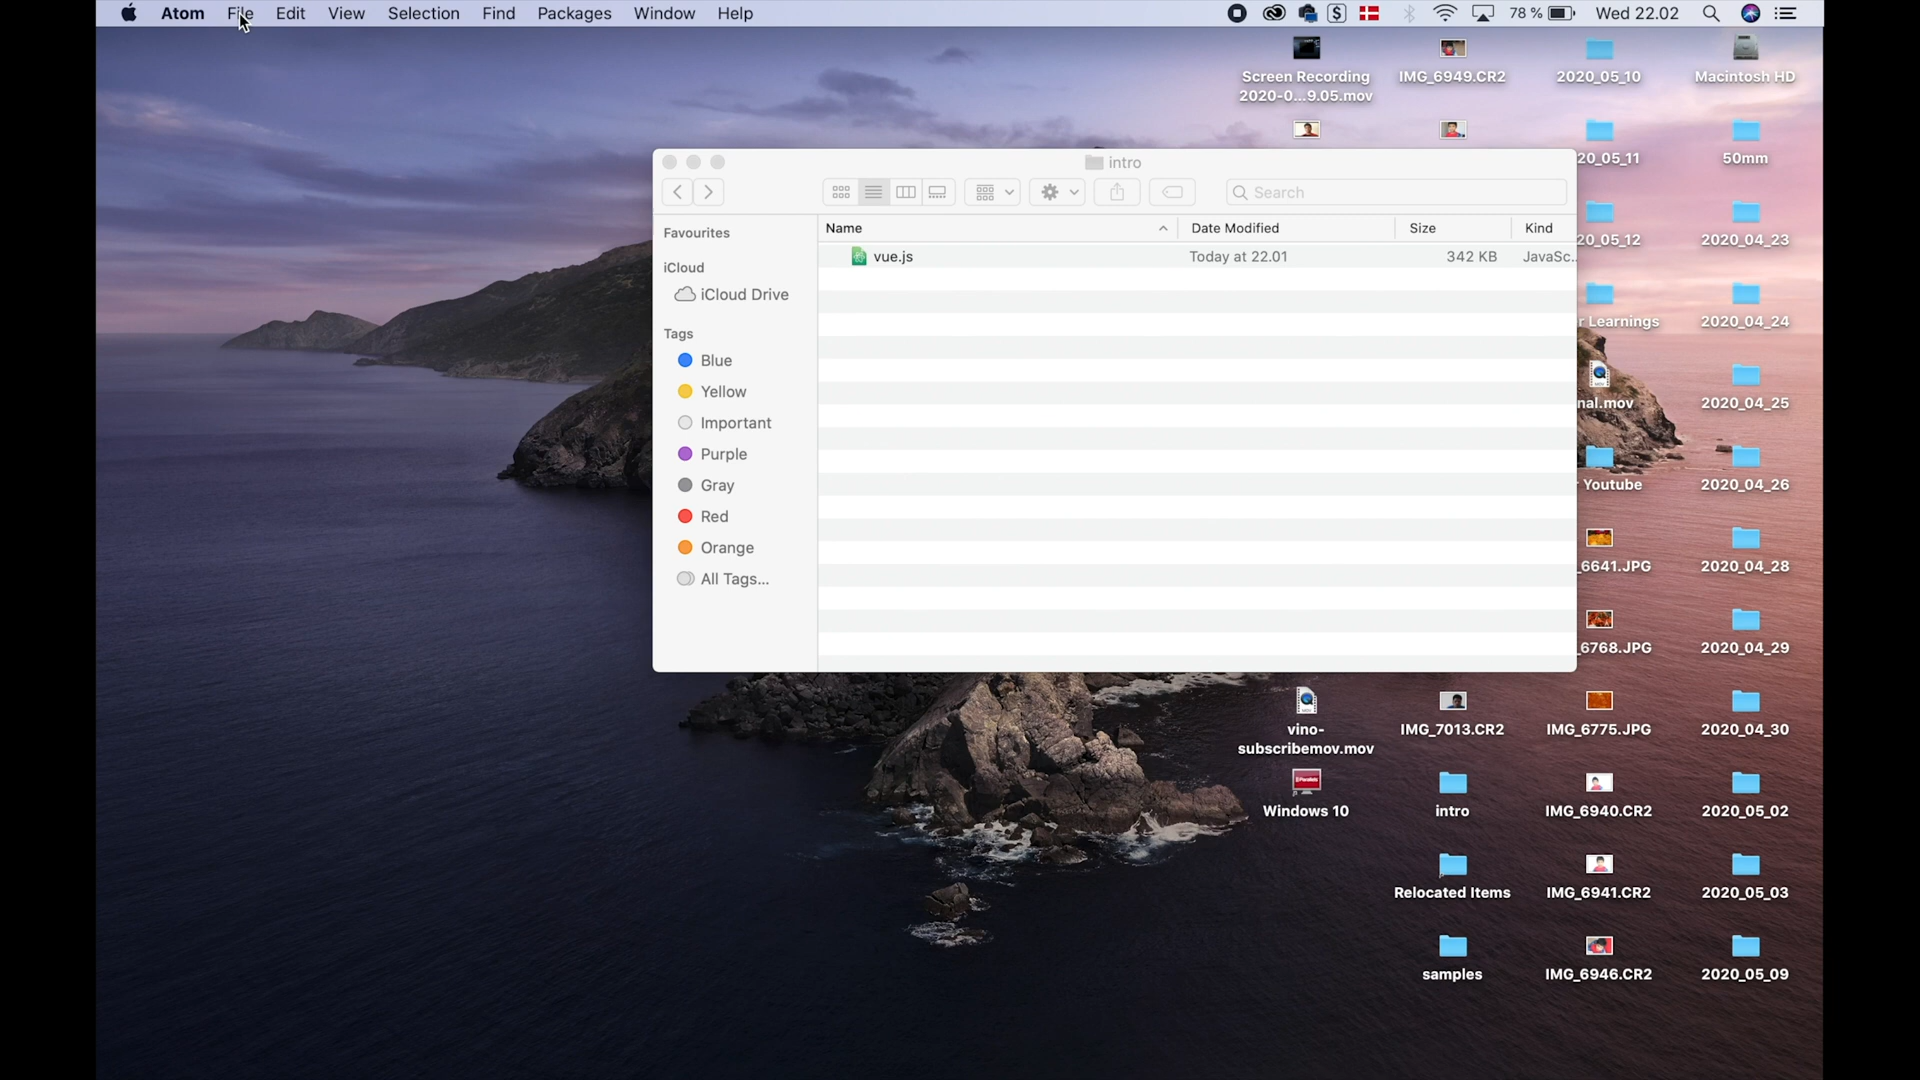 Atom File Edit View Selection Find Packages Window Help 78 % Wed 22.02
Screen Recording
2020-0...9.05.mov
IMG_6949.CR2
2020_05_10
Macintosh HD
intro
Search
Favourites
iCloud
iCloud Drive
Tags
Blue
Yellow
Important
Purple
Gray
Red
Orange
All Tags...
Name Date Modified Size Kind
vue.js Today at 22.01 342 KB JavaSc...
20_05_11
50mm
20_05_12
2020_04_23
r Learnings
2020_04_24
nal.mov
2020_04_25
Youtube
2020_04_26
6641.JPG
2020_04_28
6768.JPG
2020_04_29
vino-
subscribemov.mov
IMG_7013.CR2
IMG_6775.JPG
2020_04_30
Windows 10
intro
IMG_6940.CR2
2020_05_02
Relocated Items
IMG_6941.CR2
2020_05_03
samples
IMG_6946.CR2
2020_05_09